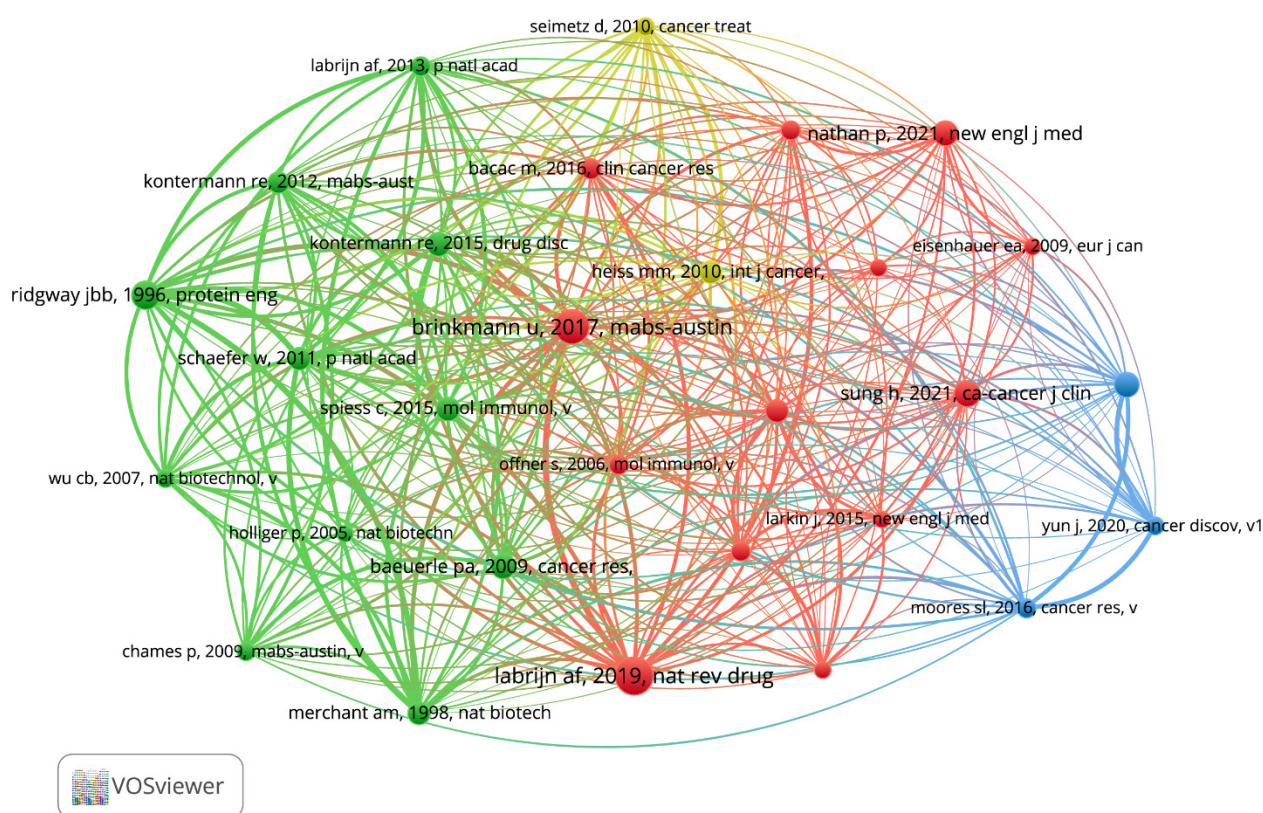 seimetz d, 2010, cancer treat
labrijn af, 2013, p natl acad
nathan p, 2021, new engl j med
bacac m, 2016, clin cancer res
kontermann re, 2012, mabs-aust
kontermann re, 2015, drug disc
eisenhauer ea, 2009, eur j can
heiss mm, 2010, int j cancer,
ridgway jbb, 1996, protein eng
brinkmann u, 2017, mabs-austin
schaefer w, 2011, p natl acad
sung h, 2021, ca-cancer j clin
spiess c, 2015, mol immunol, v
offner s, 2006, mol immunol, v
wu cb, 2007, nat biotechnol, v
larkin j, 2015, new engl j med
yun j, 2020, cancer discov, v1
holliger p, 2005, nat biotechn
baeuerle pa, 2009, cancer res,
moores sl, 2016, cancer res, v
chames p, 2009, mabs-austin, v
labrijn af, 2019, nat rev drug
merchant am, 1998, nat biotech
VOSviewer